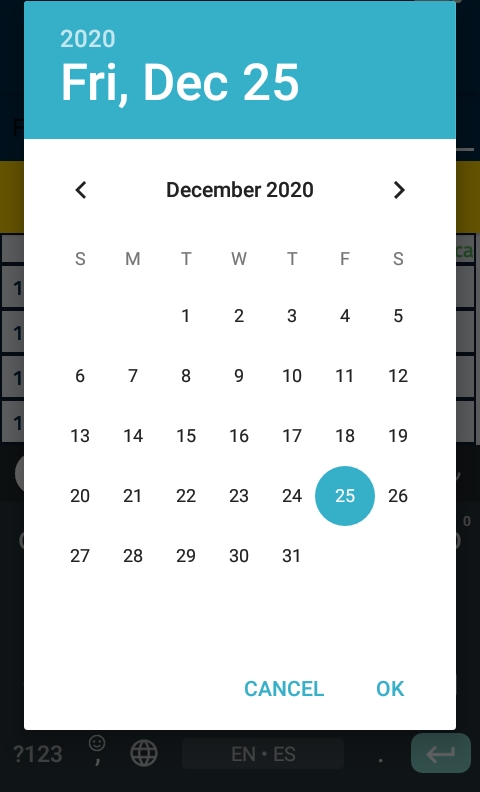 2020
Fri, Dec 25
December 2020
S M T W T F S
1 2 3 4 5
6 7 8 9 10 11 12
13 14 15 16 17 18 19
20 21 22 23 24 25 26
27 28 29 30 31
CANCEL OK
?123 , EN • ES .